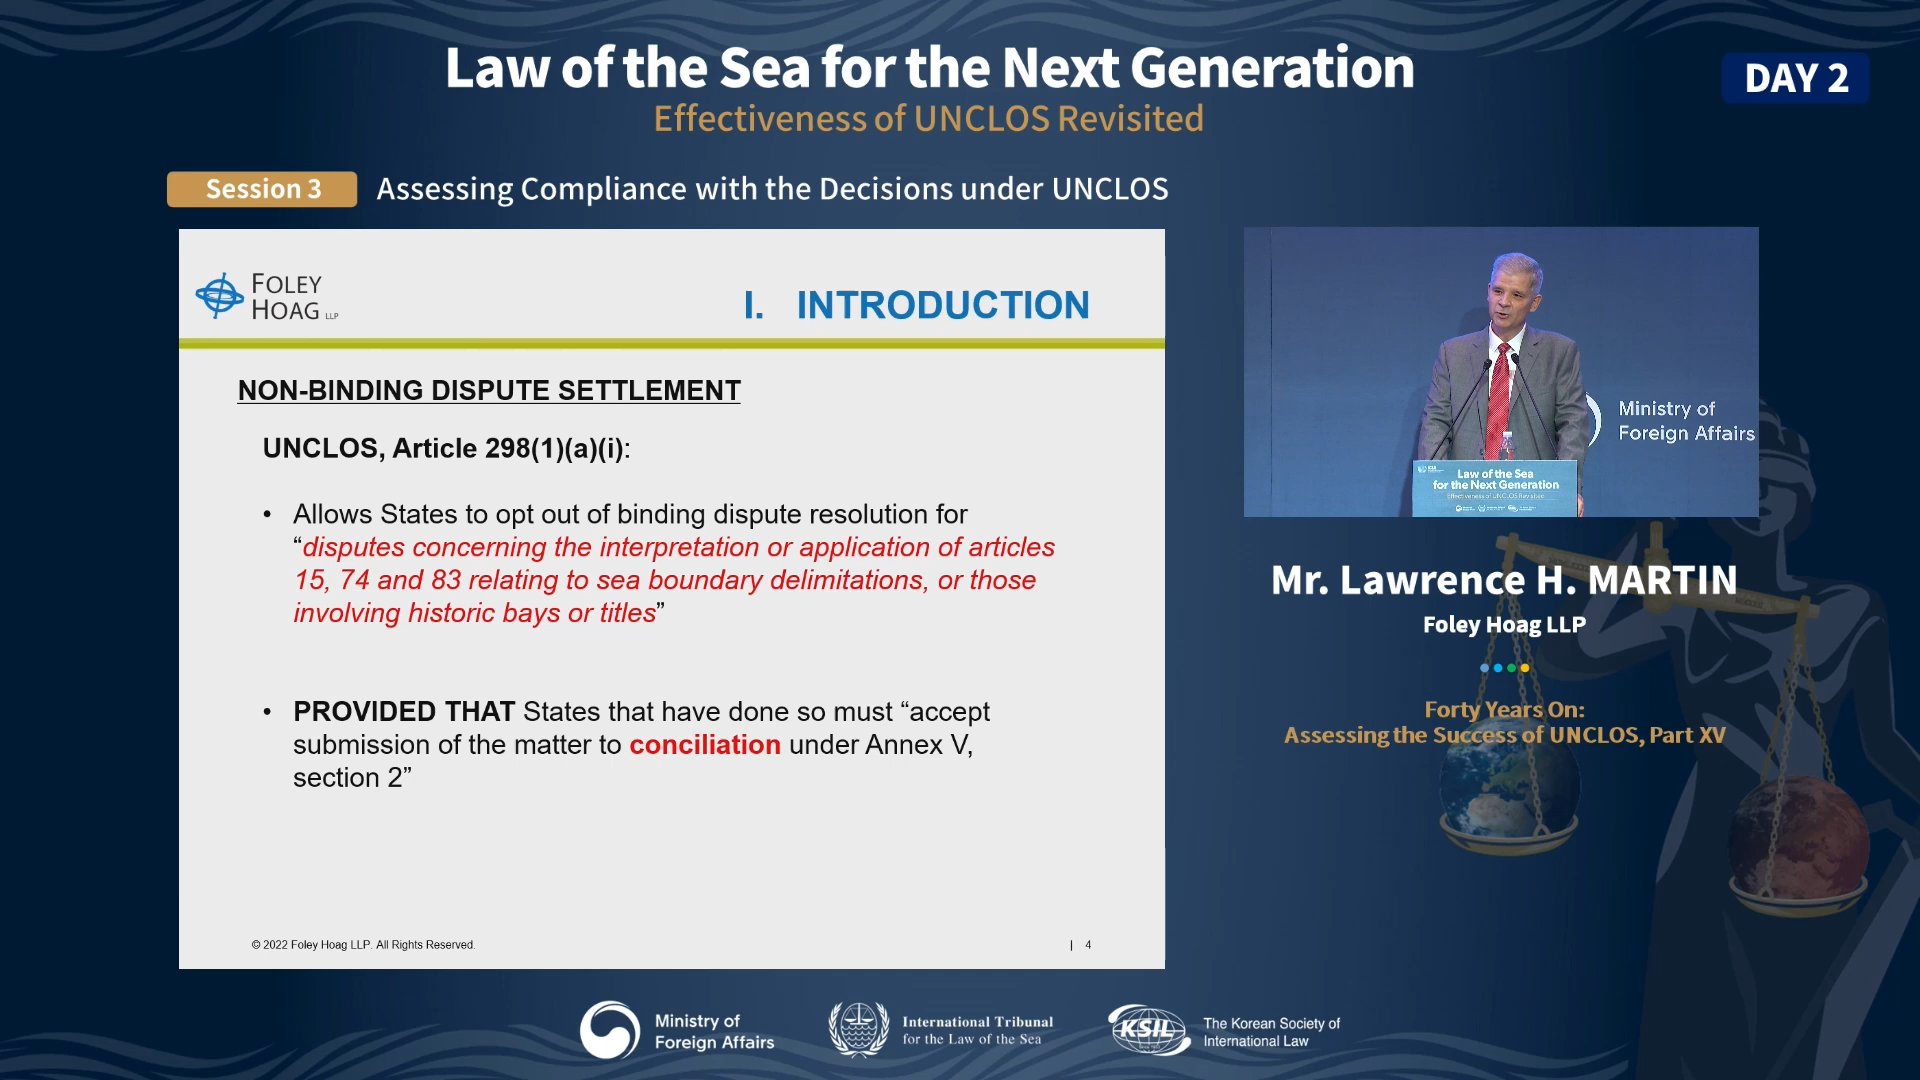 Law of the Sea for the Next Generation
Effectiveness of UNCLOS Revisited
DAY 2
Session 3
Assessing Compliance with the Decisions under UNCLOS
FOLEY
HOAG LLP
I. INTRODUCTION
NON-BINDING DISPUTE SETTLEMENT
UNCLOS, Article 298(1)(a)(i):
• Allows States to opt out of binding dispute resolution for
“disputes concerning the interpretation or application of articles
15, 74 and 83 relating to sea boundary delimitations, or those
involving historic bays or titles”
• PROVIDED THAT States that have done so must “accept
submission of the matter to conciliation under Annex V,
section 2”
© 2022 Foley Hoag LLP. All Rights Reserved.
| 4
Ministry of
Foreign Affairs
Law of the Sea
for the Next Generation
Effectiveness of UNCLOS Revisited
Mr. Lawrence H. MARTIN
Foley Hoag LLP
Forty Years On:
Assessing the Success of UNCLOS, Part XV
Ministry of
Foreign Affairs
International Tribunal
for the Law of the Sea
KSIL
The Korean Society of
International Law